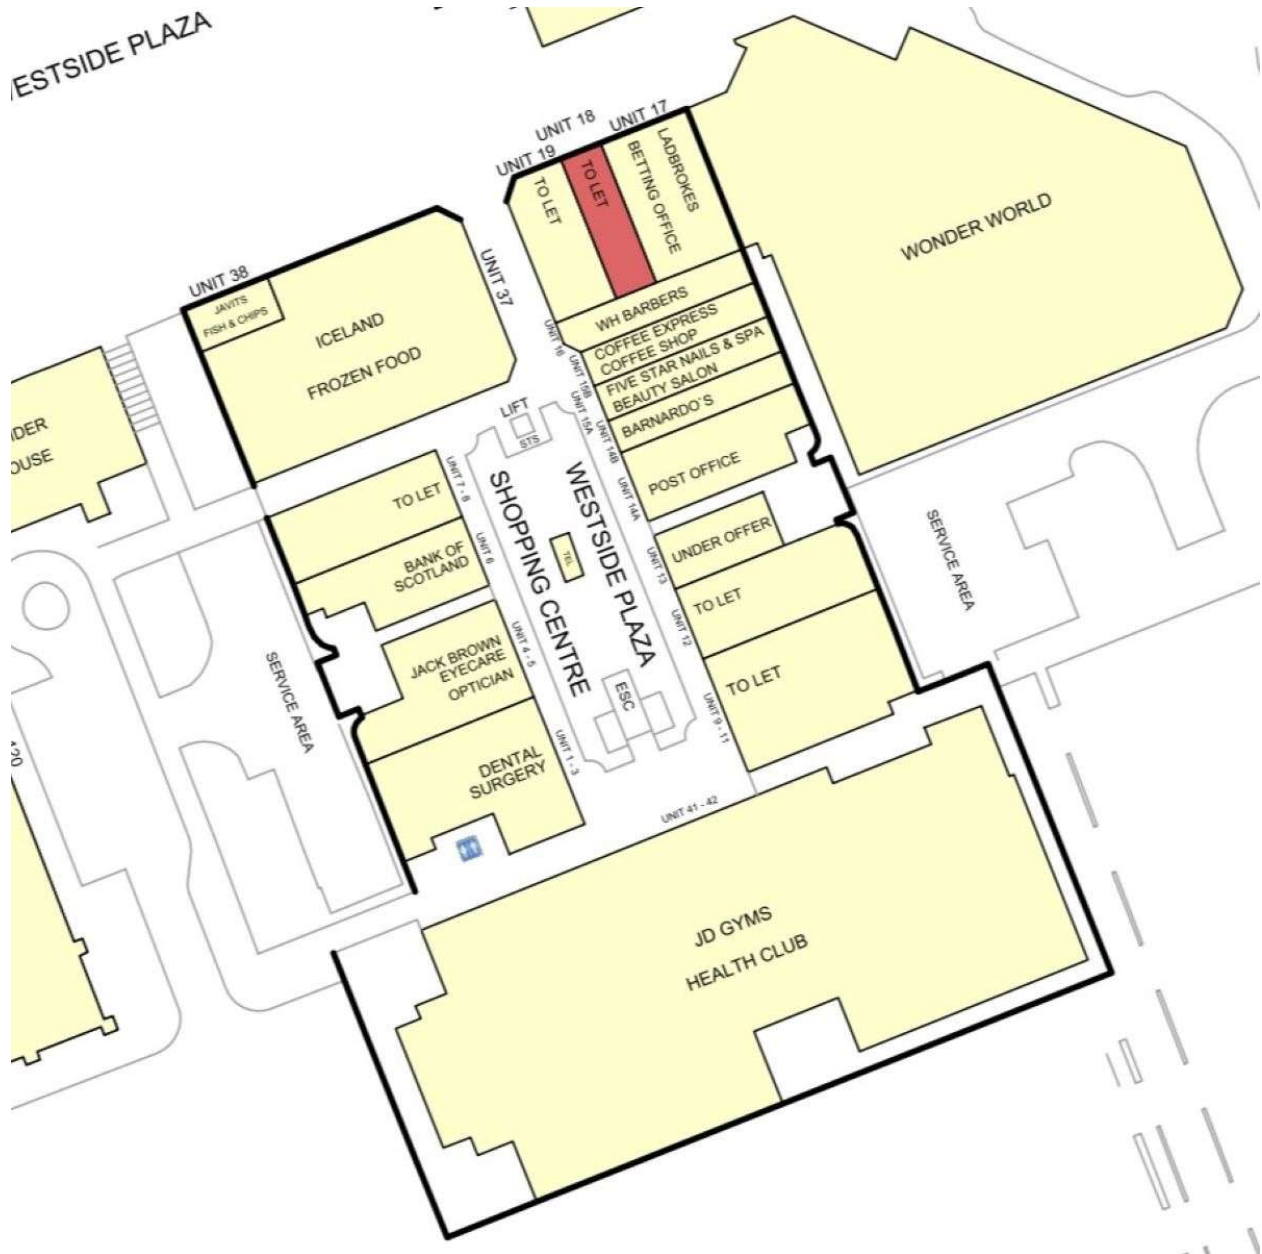 ESTSIDE PLAZA
UNIT 18
UNIT 17
UNIT 19
TO LET
TO LET
LADBROKES
BETTING OFFICE
WONDER WORLD
UNIT 38
JAVITS
FISH & CHIPS
UNIT 37
ICELAND
FROZEN FOOD
WH BARBERS
UNIT 16
COFFEE EXPRESS
COFFEE SHOP
UNIT 15B
FIVE STAR NAILS & SPA
BEAUTY SALON
UNIT 15A
BARNARDO`S
UNIT 14B
POST OFFICE
UNIT 14A
LIFT
STS
DER
OUSE
UNIT 7 - 8
TO LET
BANK OF
SCOTLAND
UNIT 6
WESTSIDE PLAZA
SHOPPING CENTRE
TEL
UNDER OFFER
UNIT 13
TO LET
UNIT 12
TO LET
UNIT 9 - 11
SERVICE AREA
JACK BROWN
EYECARE
OPTICIAN
UNIT 4 - 5
SERVICE AREA
ESC
DENTAL
SURGERY
UNIT 1 - 3
UNIT 41 - 42
JD GYMS
HEALTH CLUB
120